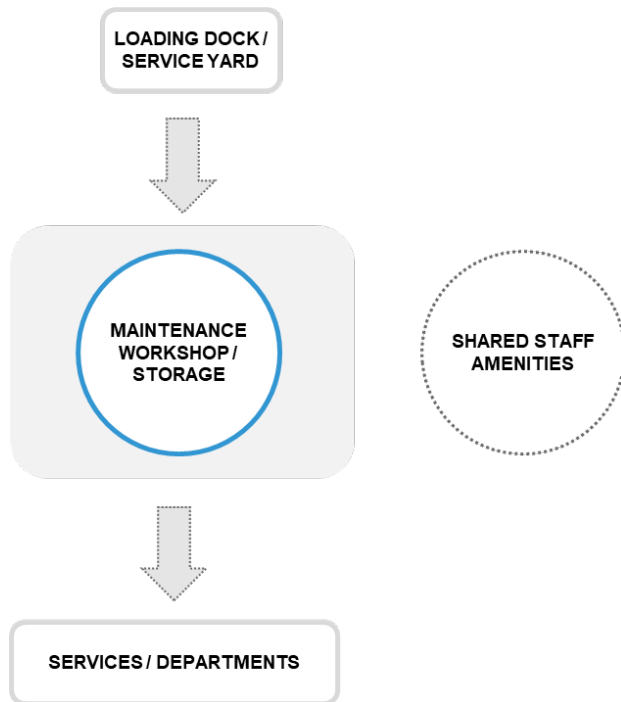 LOADING DOCK /
SERVICE YARD
MAINTENANCE
WORKSHOP /
STORAGE
SHARED STAFF
AMENITIES
SERVICES / DEPARTMENTS